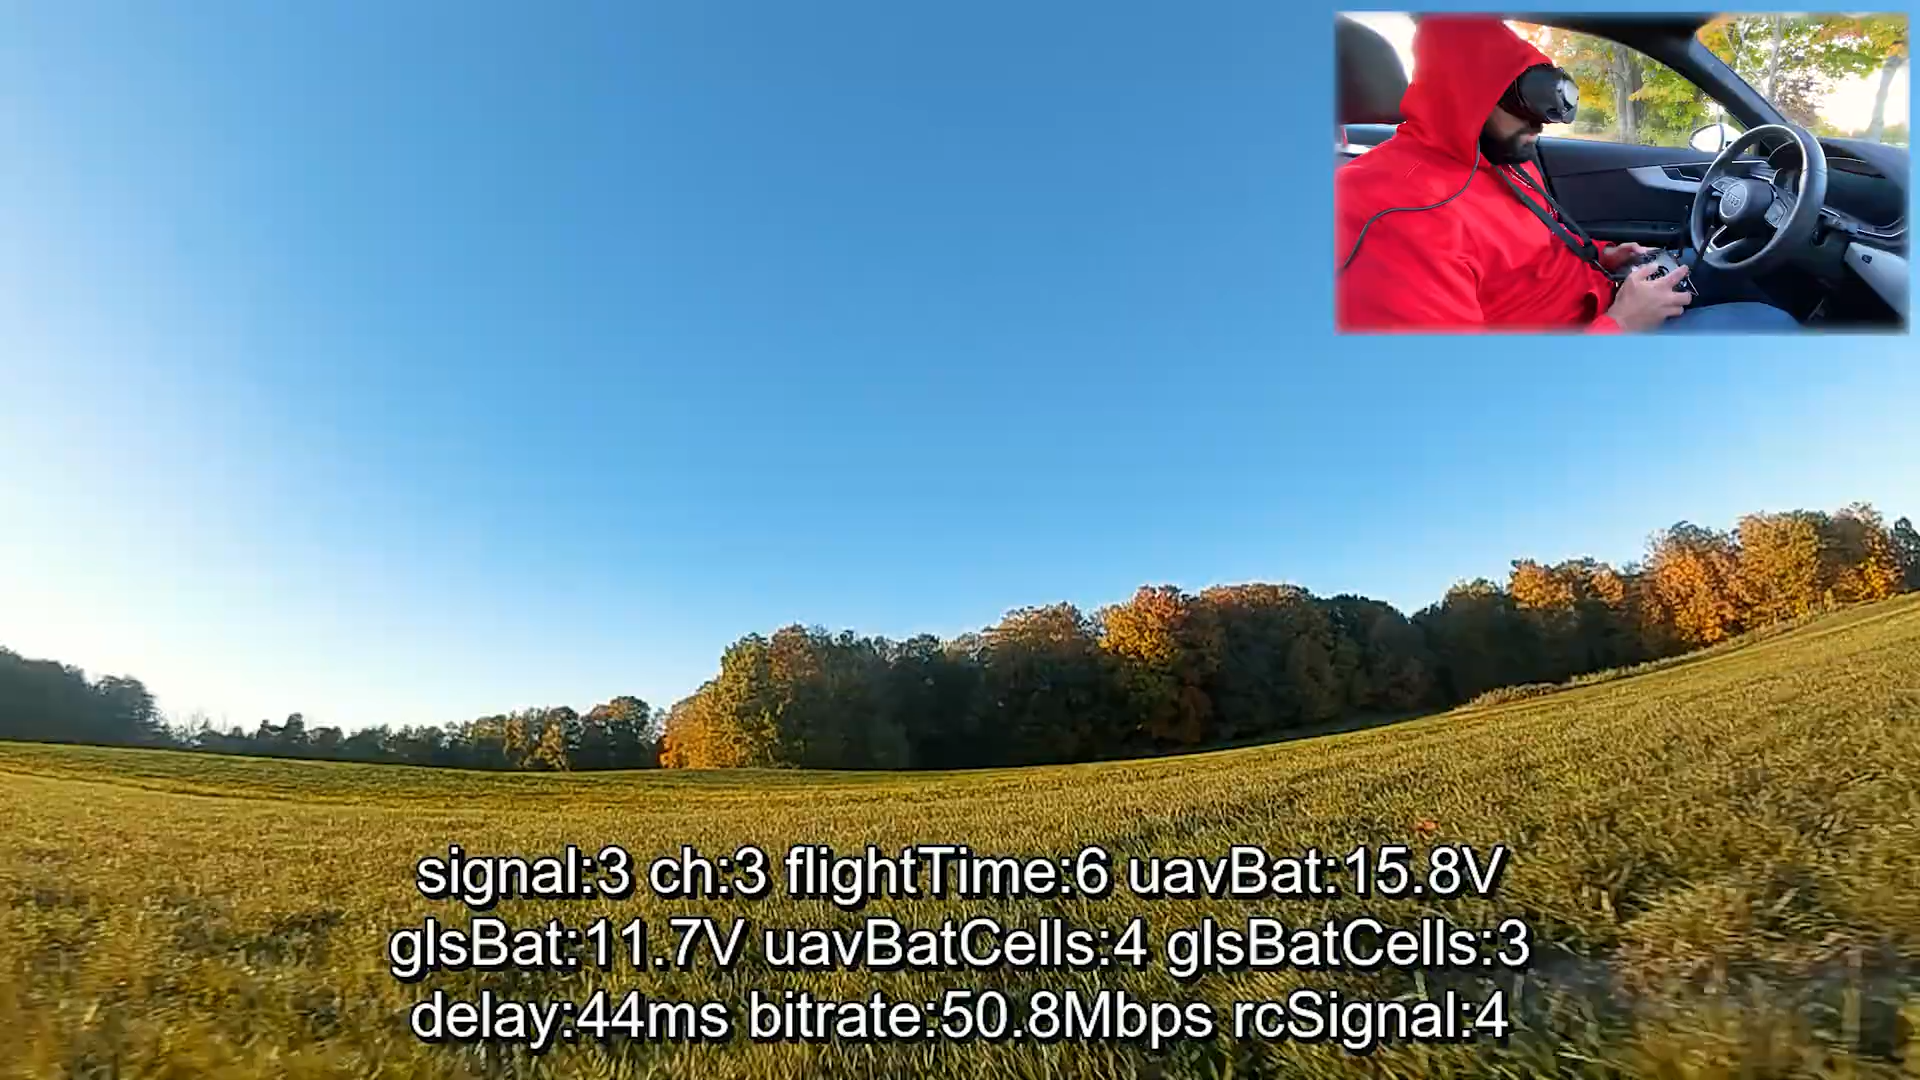 signal:3 ch:3 flightTime:6 uavBat:15.8V
glsBat:11.7V uavBatCells:4 glsBatCells:3
delay:44ms bitrate:50.8Mbps rcSignal:4